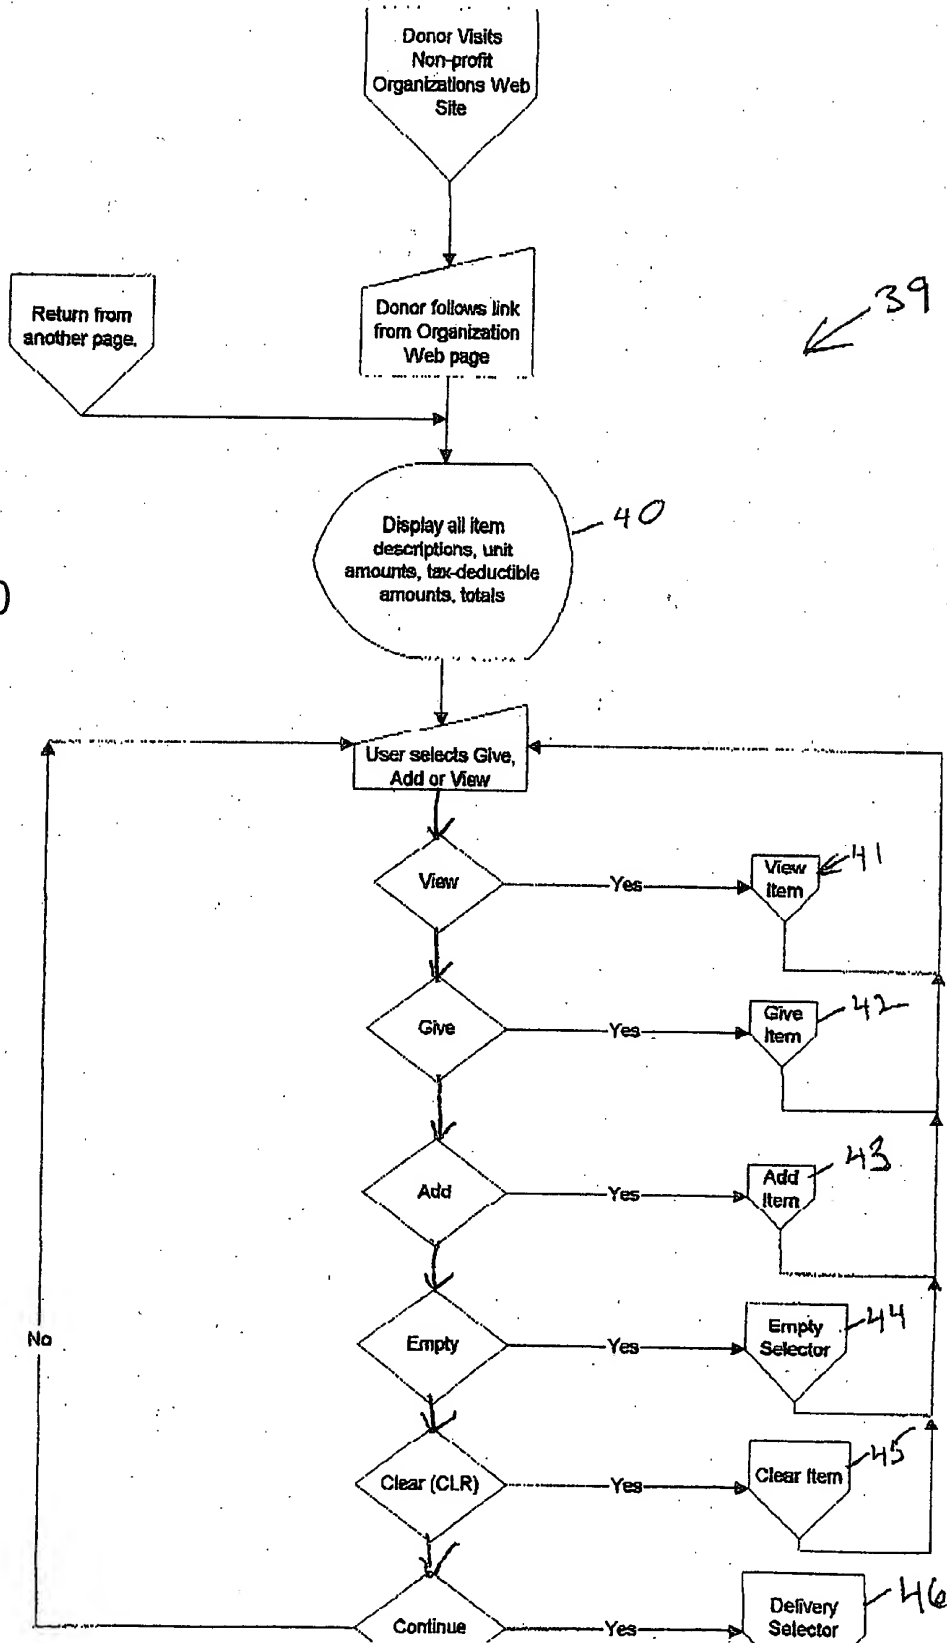 Donor Visits
Non-profit
Organizations Web
Site
Donor follows link
from Organization
Web page
39
Return from
another page.
Display all item
descriptions, unit
amounts, tax-deductible
amounts, totals
40
User selects Give,
Add or View
View
Yes
View
Item
41
Give
Yes
Give
Item
42
Add
Yes
Add
Item
43
Empty
Yes
Empty
Selector
44
No
Clear (CLR)
Yes
Clear Item
45
Continue
Yes
Delivery
Selector
46